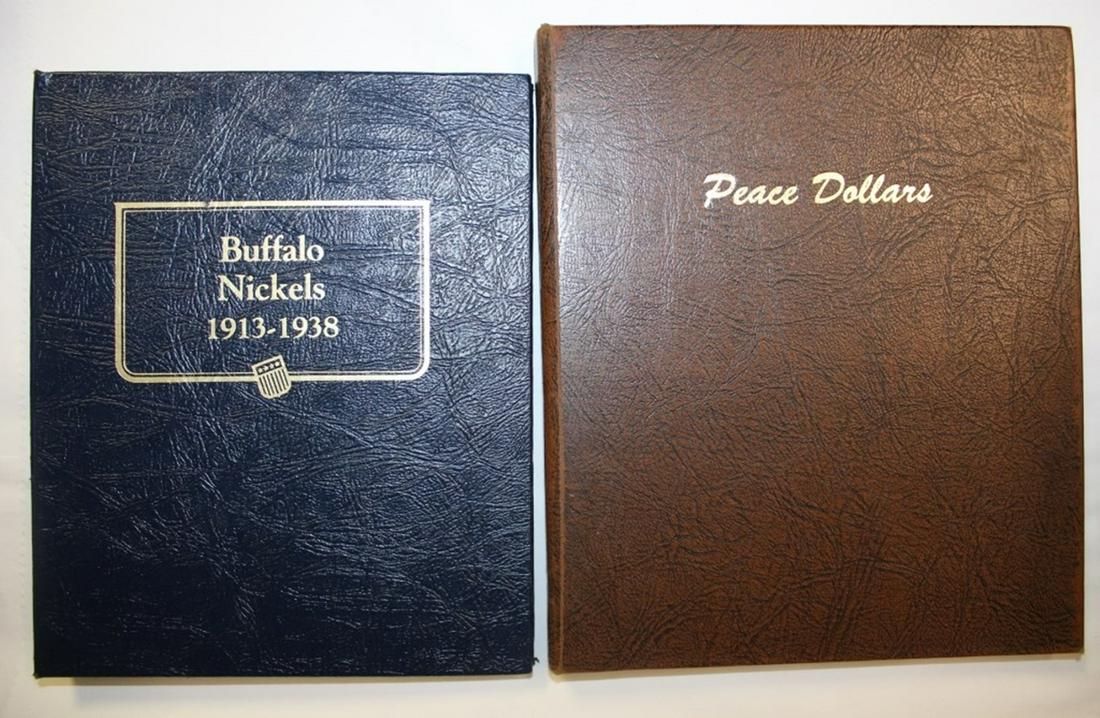 Buffalo
Nickels
1913-1938
Peace Dollars